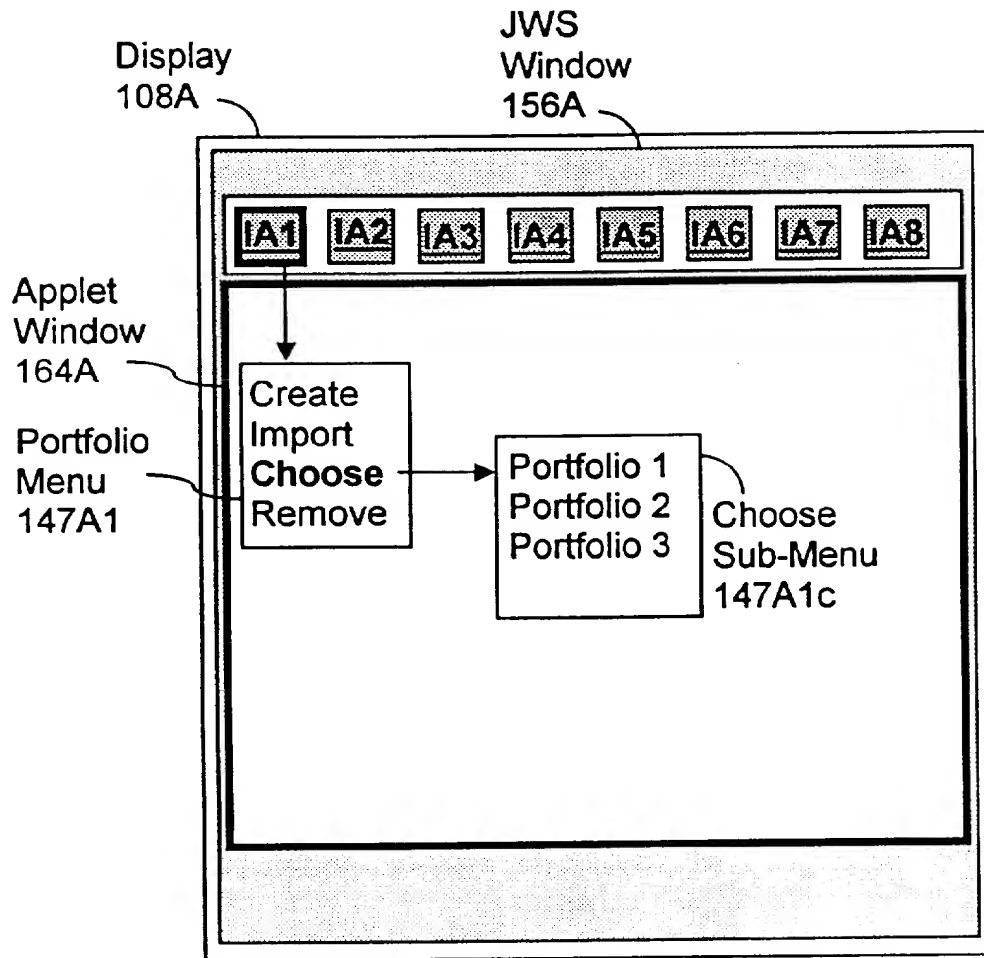 JWS
Window
156A
Display
108A
IA1 IA2 IA3 IA4 IA5 IA6 IA7 IA8
Applet
Window
164A
Portfolio
Menu
147A1
Create
Import
Choose
Remove
Portfolio 1
Portfolio 2
Portfolio 3
Choose
Sub-Menu
147A1c